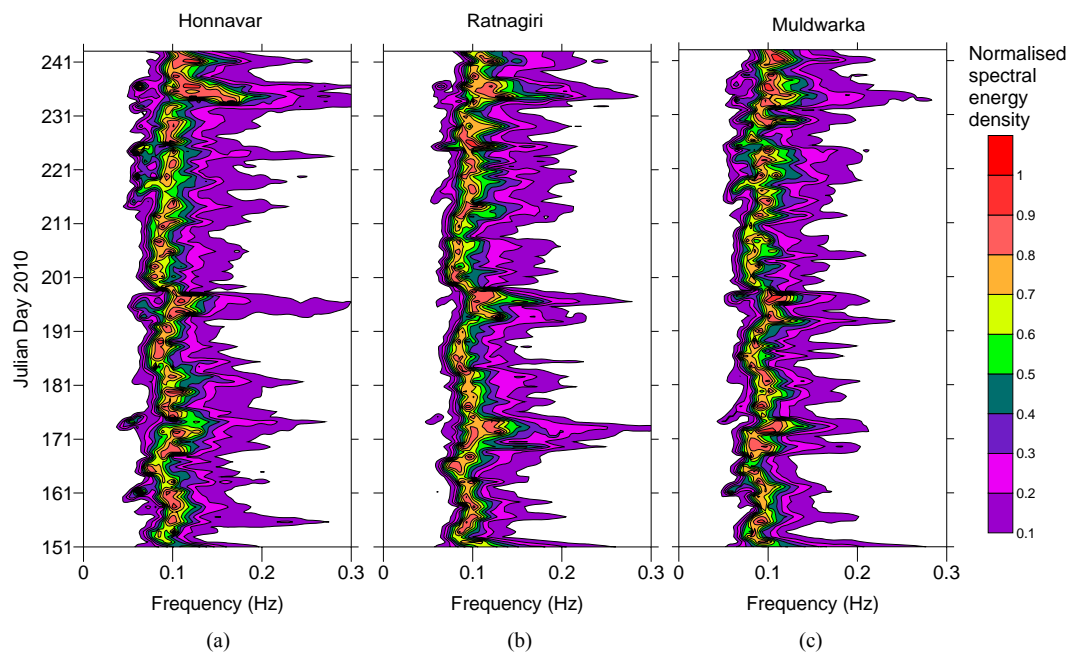 Honnavar
Ratnagiri
Muldwarka
Normalised
spectral
energy
density
Julian Day 2010
241
231
221
211
201
191
181
171
161
151
1
0.9
0.8
0.7
0.6
0.5
0.4
0.3
0.2
0.1
0 0.1 0.2 0.3
0 0.1 0.2 0.3
0 0.1 0.2 0.3
Frequency (Hz)
Frequency (Hz)
Frequency (Hz)
(a)
(b)
(c)